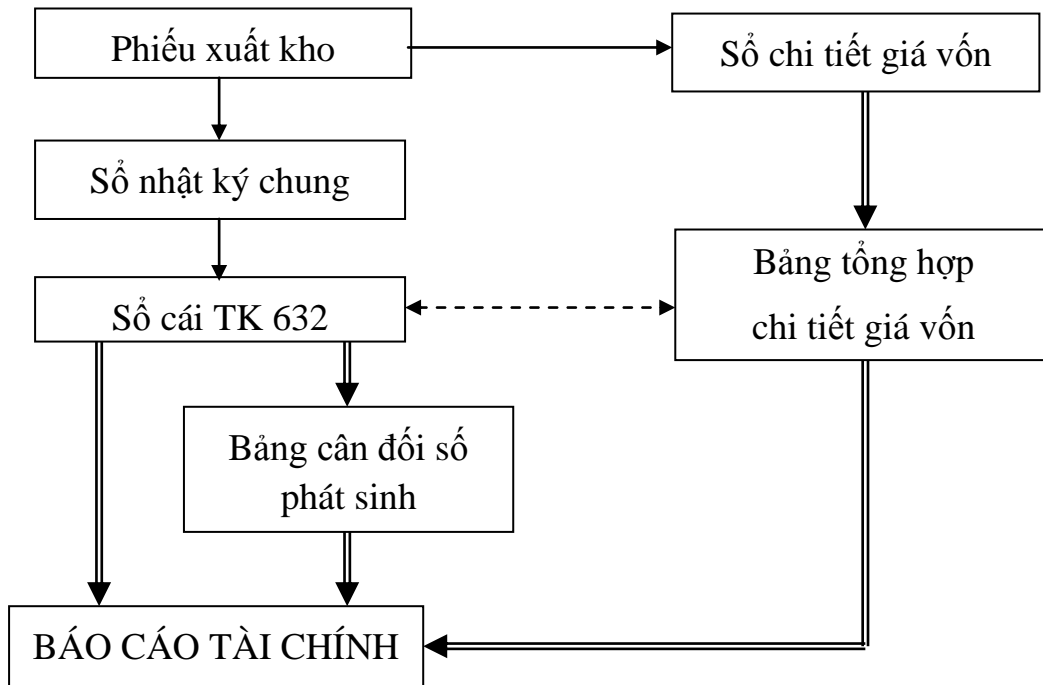 Phiếu xuất kho
Sổ chi tiết giá vốn
Sổ nhật ký chung
Bảng tổng hợp
chi tiết giá vốn
Sổ cái TK 632
Bảng cân đối số
phát sinh
BÁO CÁO TÀI CHÍNH